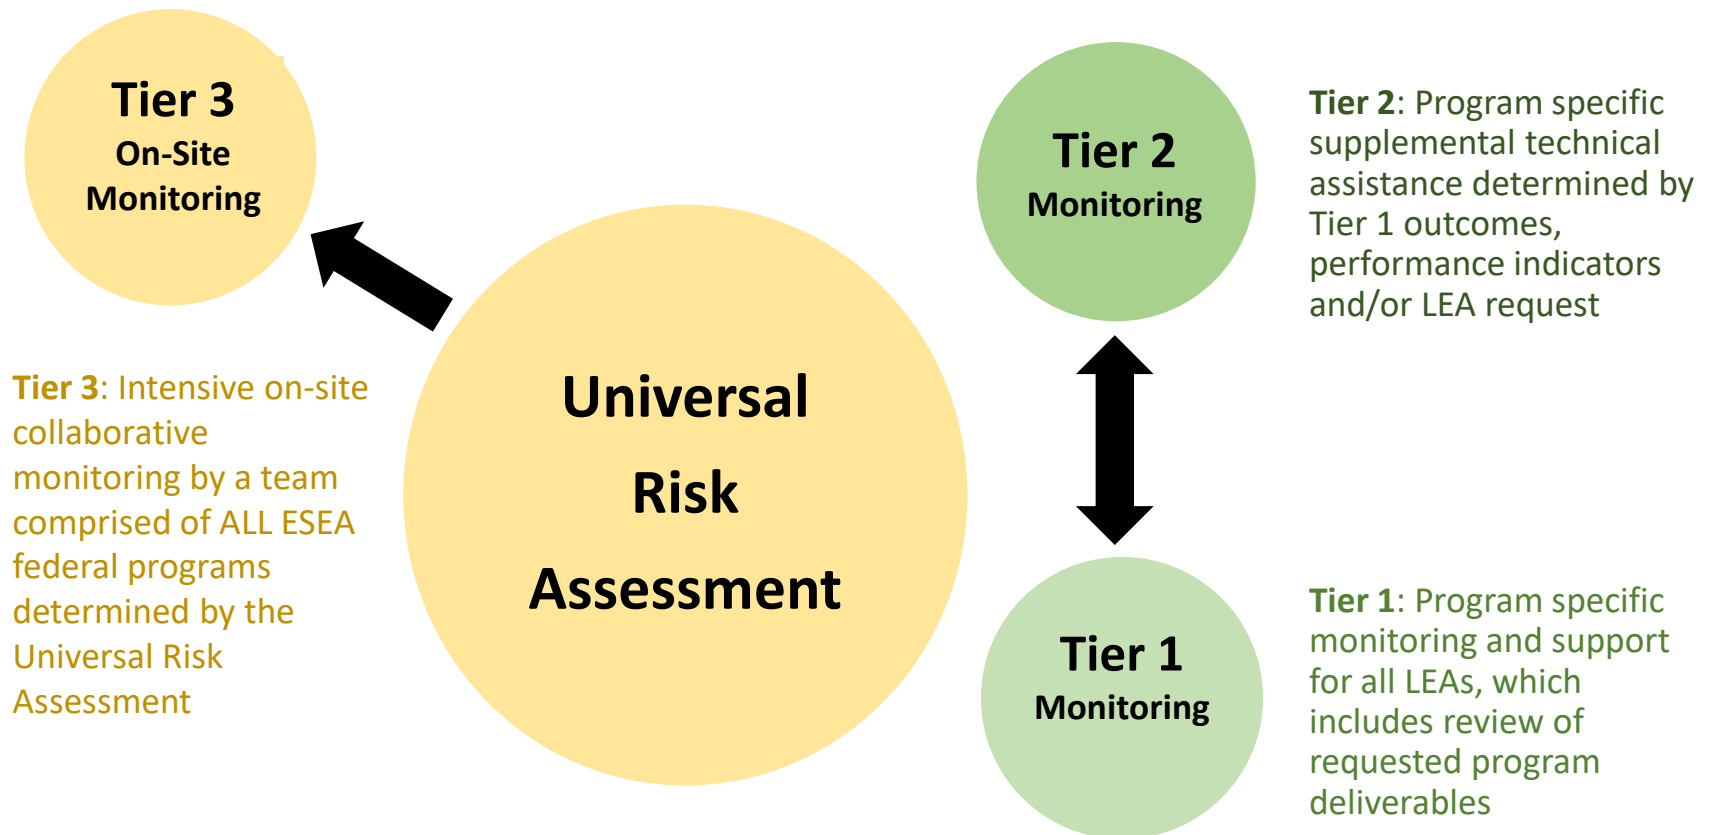 Tier 3
On-Site
Monitoring
Tier 3: Intensive on-site
collaborative
monitoring by a team
comprised of ALL ESEA
federal programs
determined by the
Universal Risk
Assessment
Universal
Risk
Assessment
Tier 2
Monitoring
Tier 2: Program specific
supplemental technical
assistance determined by
Tier 1 outcomes,
performance indicators
and/or LEA request
Tier 1
Monitoring
Tier 1: Program specific
monitoring and support
for all LEAs, which
includes review of
requested program
deliverables